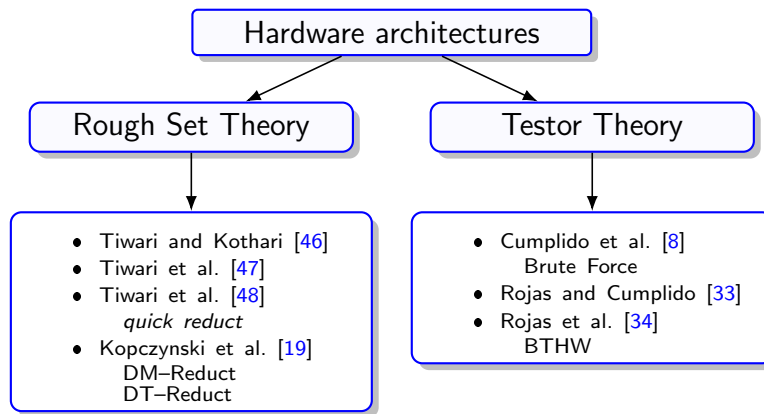 Hardware architectures
Rough Set Theory
Testor Theory
• Tiwari and Kothari [46]
• Tiwari et al. [47]
• Tiwari et al. [48]
quick reduct
• Kopczynski et al. [19]
DM–Reduct
DT–Reduct
• Cumplido et al. [8]
Brute Force
• Rojas and Cumplido [33]
• Rojas et al. [34]
BTHW